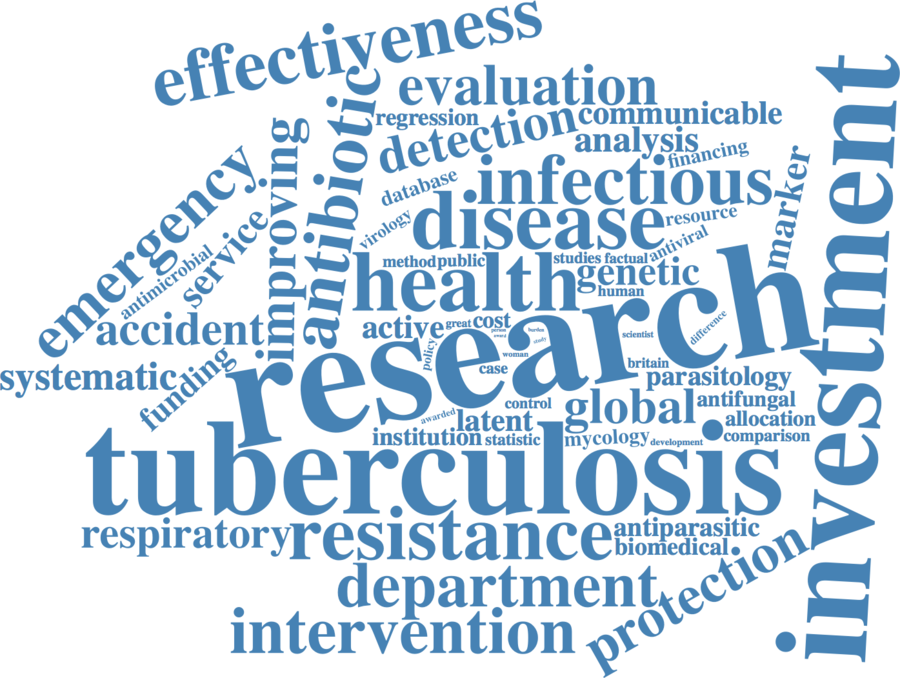 effectiveness
evaluation
regression
communicable
detection
analysis
financing
antibiotic
improving
emergency
database
infectious
marker
investment
virology
disease
resource
antiviral
service
antimicrobial
method
public
studies
factual
health
genetic
human
research
accident
active
great
cost
person
award
burden
study
scientist
difference
policy
woman
case
britain
systematic
funding
parasitology
control
global
antifungal
awarded
latent
allocation
institution
statistic
mycology
development
comparison
tuberculosis
respiratory
resistance
antiparasitic
biomedical
protection
department
intervention